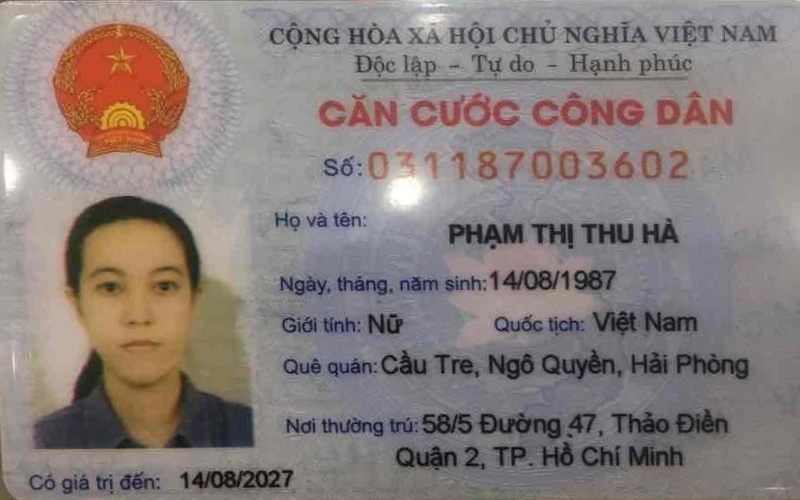 CỘNG HÒA XÃ HỘI CHỦ NGHĨA VIỆT NAM
Độc lập – Tự do – Hạnh phúc
CĂN CƯỚC CÔNG DÂN
Số: 031187003602
Họ và tên: PHẠM THỊ THU HÀ
Ngày, tháng, năm sinh: 14/08/1987
Giới tính: Nữ Quốc tịch: Việt Nam
Quê quán: Cầu Tre, Ngô Quyền, Hải Phòng
Nơi thường trú: 58/5 Đường 47, Thảo Điền
Quận 2, TP. Hồ Chí Minh
Có giá trị đến: 14/08/2027